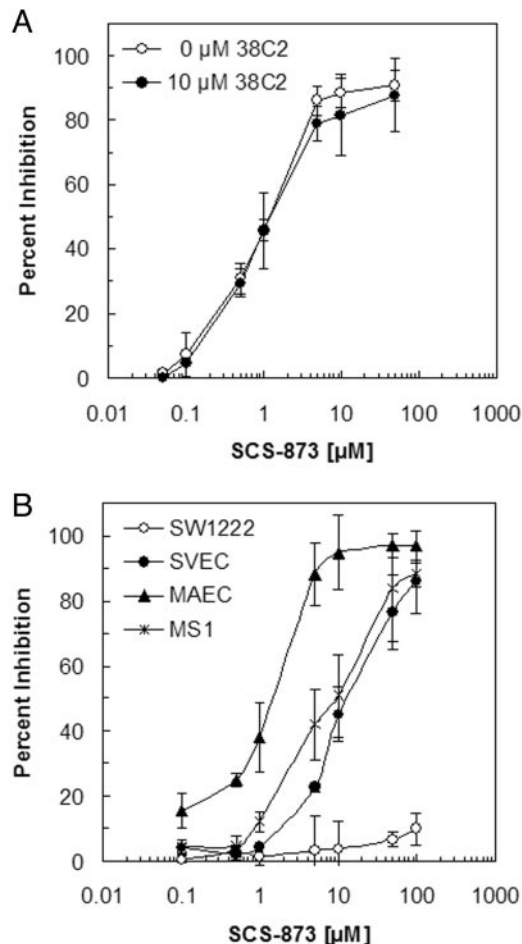 A
0 µM 38C2
10 µM 38C2
Percent Inhibition
100
80
60
40
20
0
0.01 0.1 1 10 100 1000
SCS-873 [µM]
B
SW1222
SVEC
MAEC
MS1
Percent Inhibition
100
80
60
40
20
0
0.01 0.1 1 10 100 1000
SCS-873 [µM]